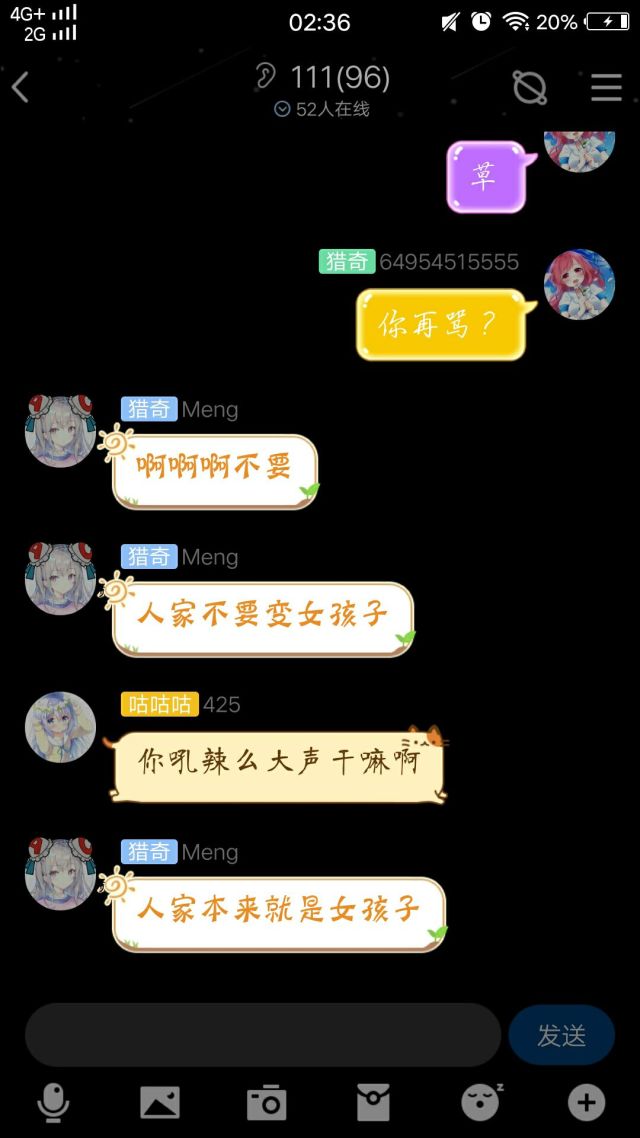 4G+
2G
02:36
20%
111(96)
52人在线
草
猎奇 64954515555
你再骂？
猎奇 Meng
啊啊啊不要
猎奇 Meng
人家不要变女孩子
咕咕咕 425
你吼辣么大声干嘛啊
猎奇 Meng
人家本来就是女孩子
发送